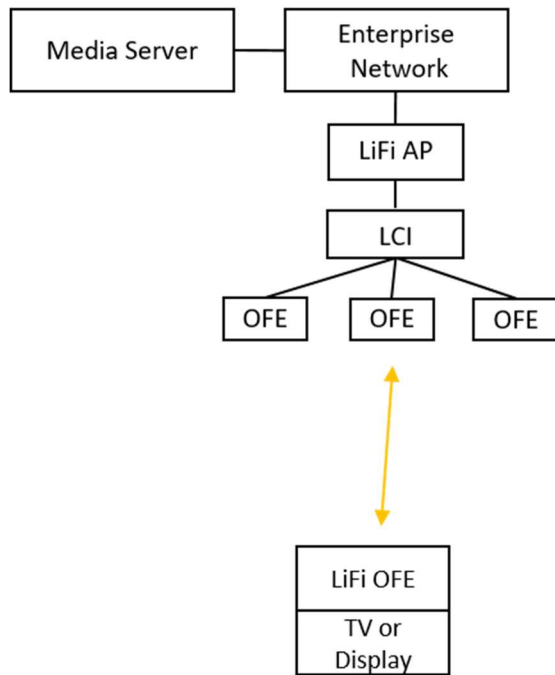 Media Server
Enterprise
Network
LiFi AP
LCI
OFE
OFE
OFE
LiFi OFE
TV or
Display